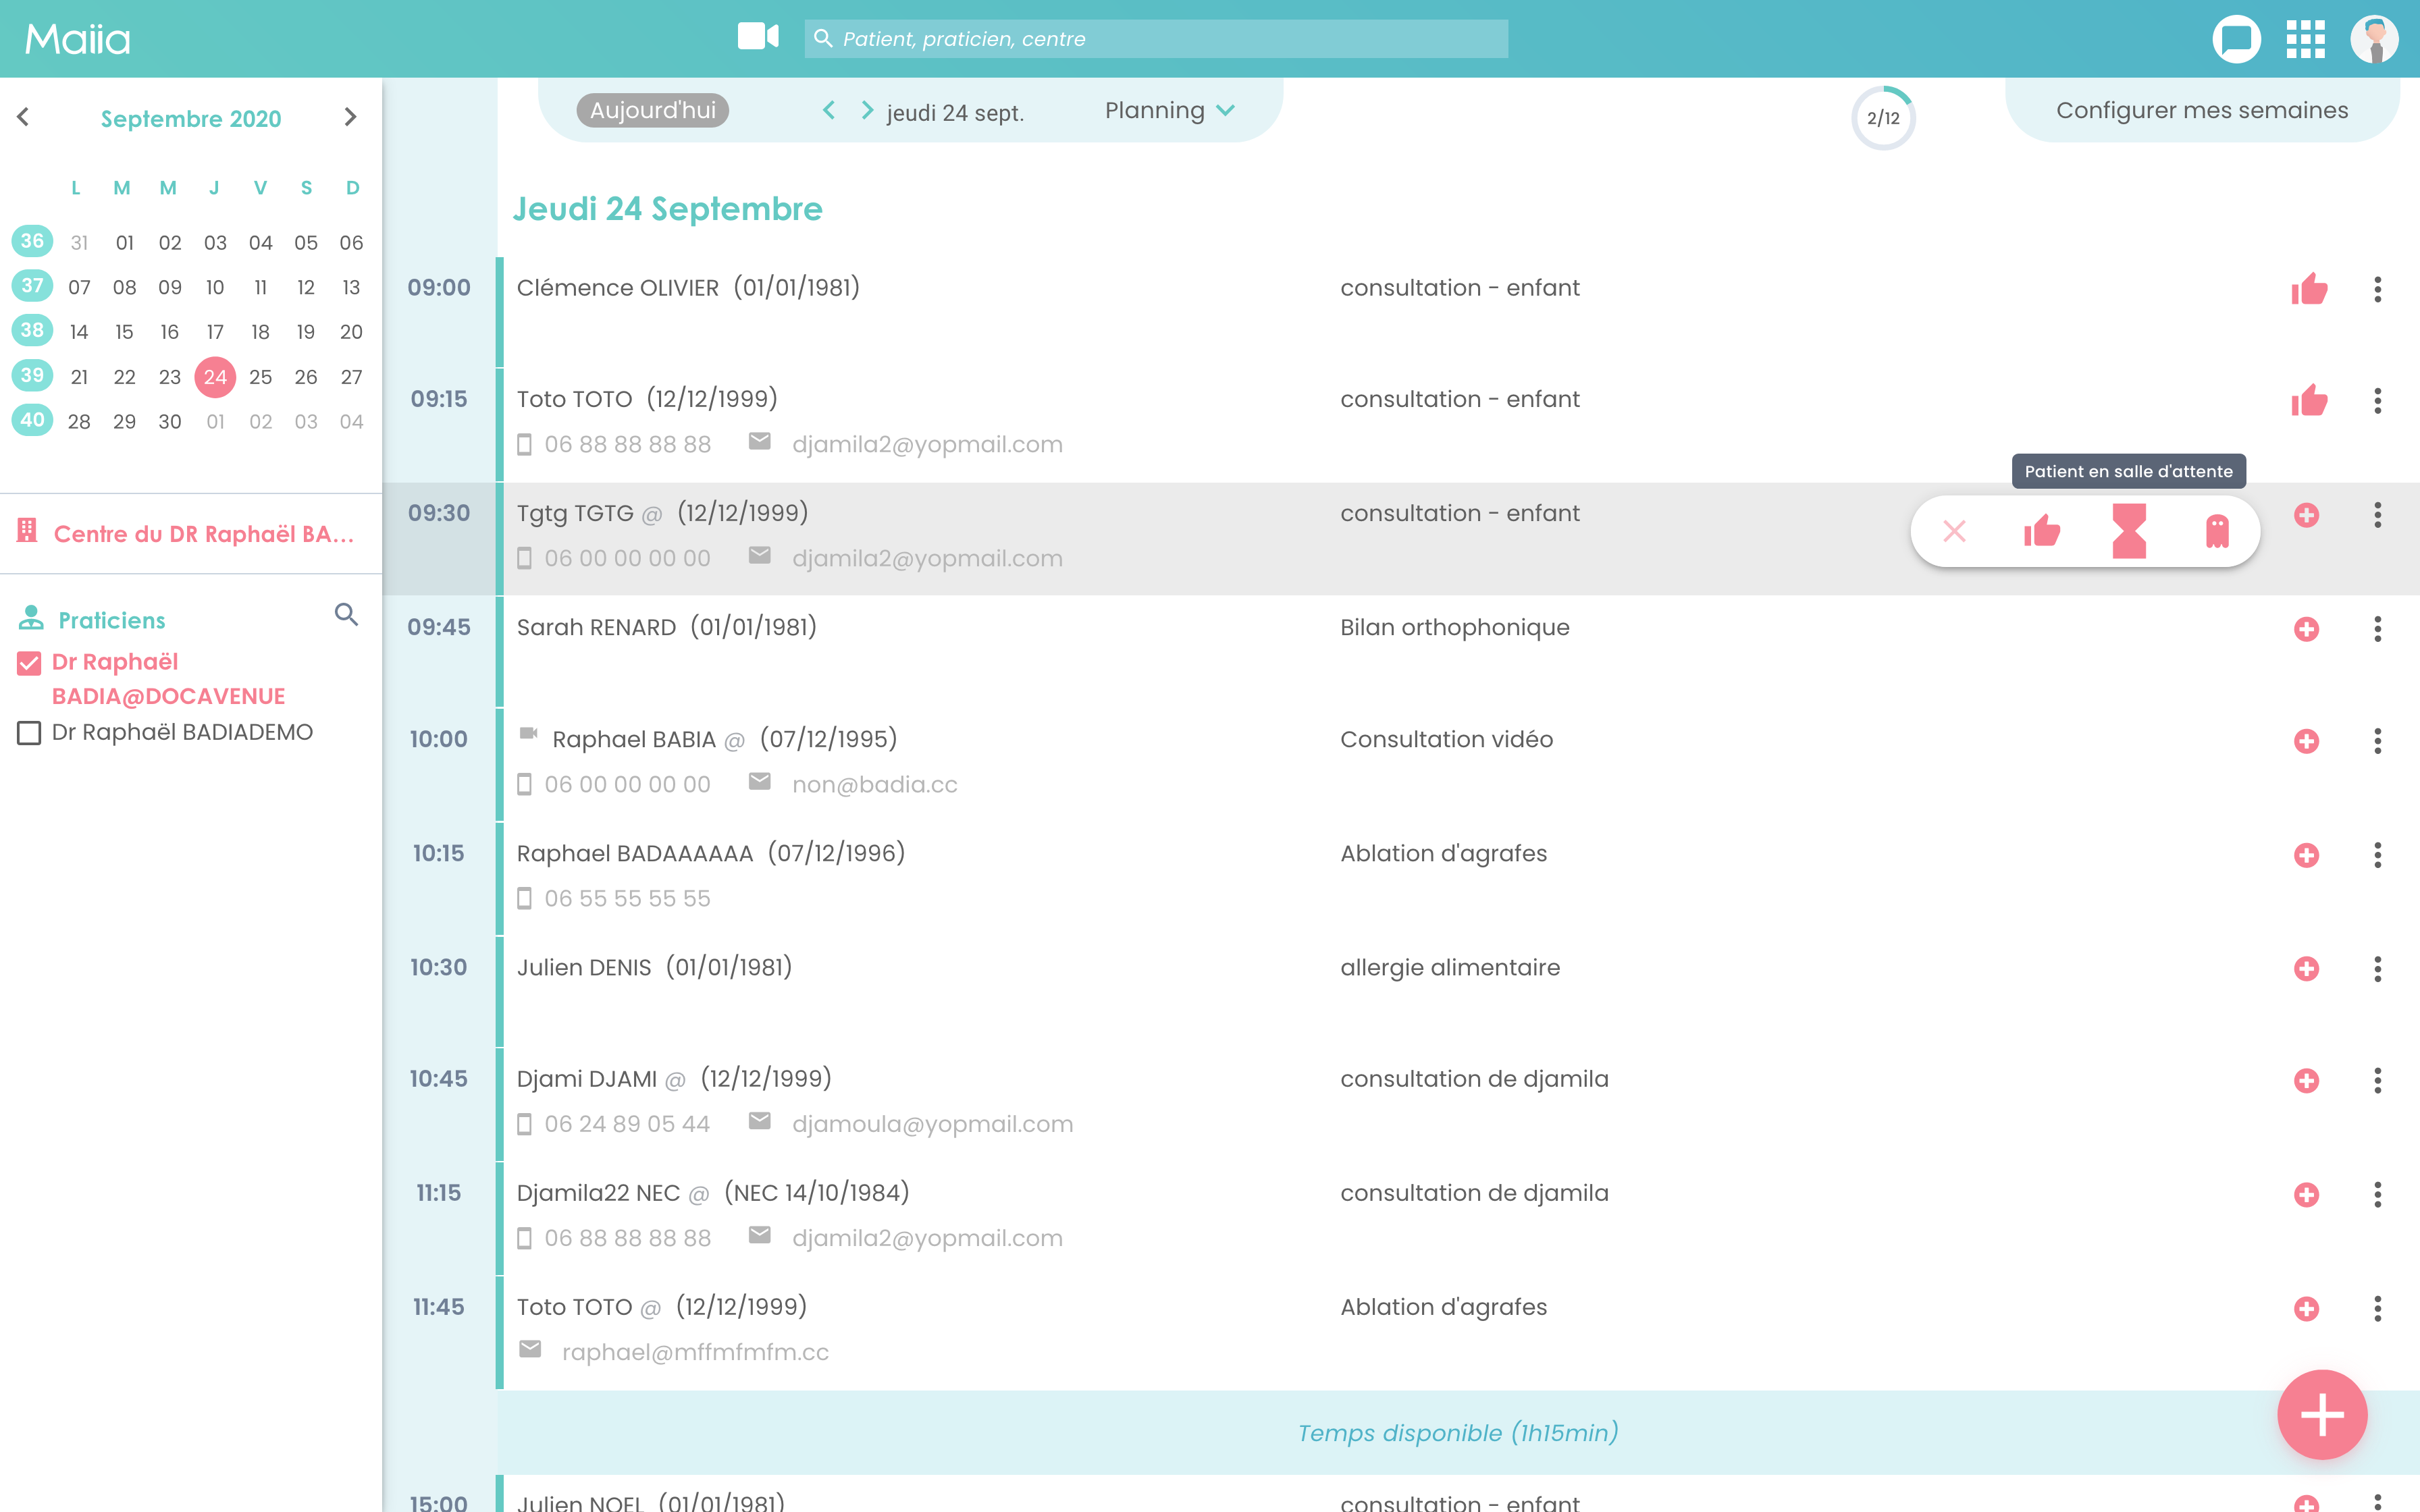 Maiia
Patient, praticien, centre
Septembre 2020
L M M J V S D
36 31 01 02 03 04 05 06
37 07 08 09 10 11 12 13
38 14 15 16 17 18 19 20
39 21 22 23 24 25 26 27
40 28 29 30 01 02 03 04
Centre du DR Raphaël BA...
Praticiens
Dr Raphaël
BADIA@DOCAVENUE
Dr Raphaël BADIADEMO
Aujourd'hui
jeudi 24 sept.
Planning
2/12
Configurer mes semaines
Jeudi 24 Septembre
09:00 Clémence OLIVIER (01/01/1981) consultation - enfant
09:15 Toto TOTO (12/12/1999) consultation - enfant
06 88 88 88 88 djamila2@yopmail.com
Patient en salle d'attente
09:30 Tgtg TGTG @ (12/12/1999) consultation - enfant
06 00 00 00 00 djamila2@yopmail.com
09:45 Sarah RENARD (01/01/1981) Bilan orthophonique
10:00 Raphael BABIA @ (07/12/1995) Consultation vidéo
06 00 00 00 00 non@badia.cc
10:15 Raphael BADAAAAAA (07/12/1996) Ablation d'agrafes
06 55 55 55 55
10:30 Julien DENIS (01/01/1981) allergie alimentaire
10:45 Djami DJAMI @ (12/12/1999) consultation de djamila
06 24 89 05 44 djamoula@yopmail.com
11:15 Djamila22 NEC @ (NEC 14/10/1984) consultation de djamila
06 88 88 88 88 djamila2@yopmail.com
11:45 Toto TOTO @ (12/12/1999) Ablation d'agrafes
raphael@mffmfmfm.cc
Temps disponible (1h15min)
15:00 Julien NOEL (01/01/1981) consultation - enfant